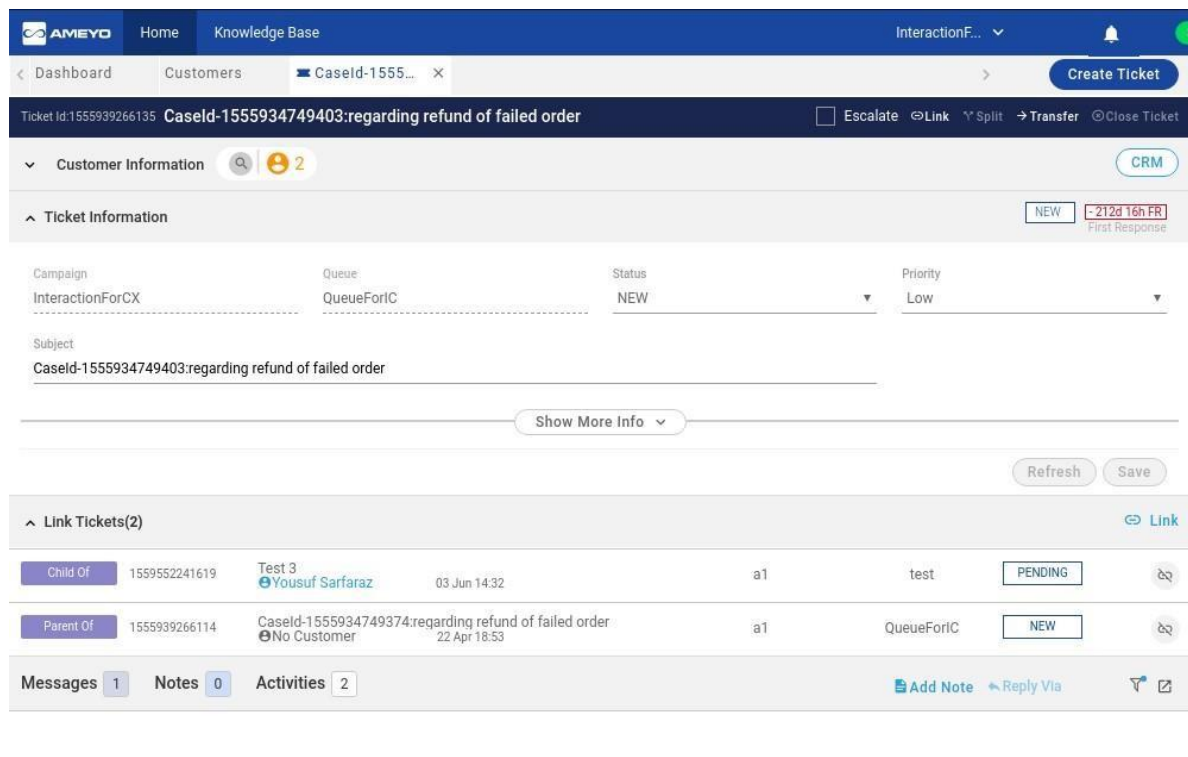 AMEYO Home Knowledge Base InteractionF...
Dashboard Customers CaseId-1555... Create Ticket
Ticket Id:1555939266135 CaseId-1555934749403:regarding refund of failed order Escalate Link Split Transfer Close Ticket
Customer Information 2 CRM
Ticket Information NEW - 212d 16h FR
First Response
Campaign Queue Status Priority
InteractionForCX QueueForIC NEW Low
Subject
CaseId-1555934749403:regarding refund of failed order
Show More Info
Refresh Save
Link Tickets(2) Link
Child Of 1559552241619 Test 3 a1 test PENDING
Yousuf Sarfaraz 03 Jun 14:32
Parent Of 1555939266114 CaseId-1555934749374:regarding refund of failed order a1 QueueForIC NEW
No Customer 22 Apr 18:53
Messages 1 Notes 0 Activities 2 Add Note Reply Via